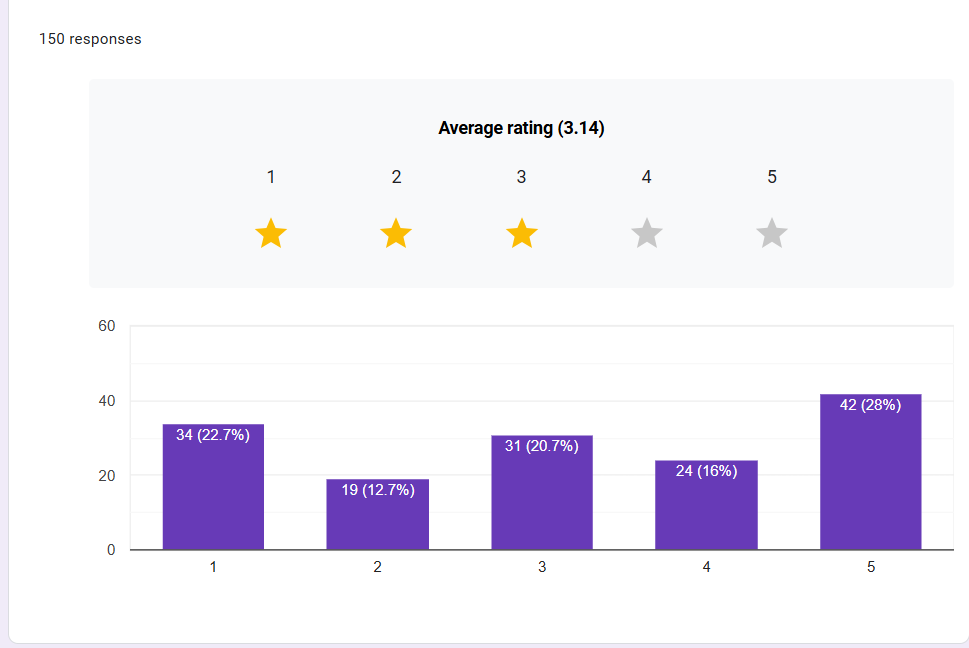 150 responses
Average rating (3.14)
1 2 3 4 5
60
40
20
0
34 (22.7%)
19 (12.7%)
31 (20.7%)
24 (16%)
42 (28%)
1 2 3 4 5